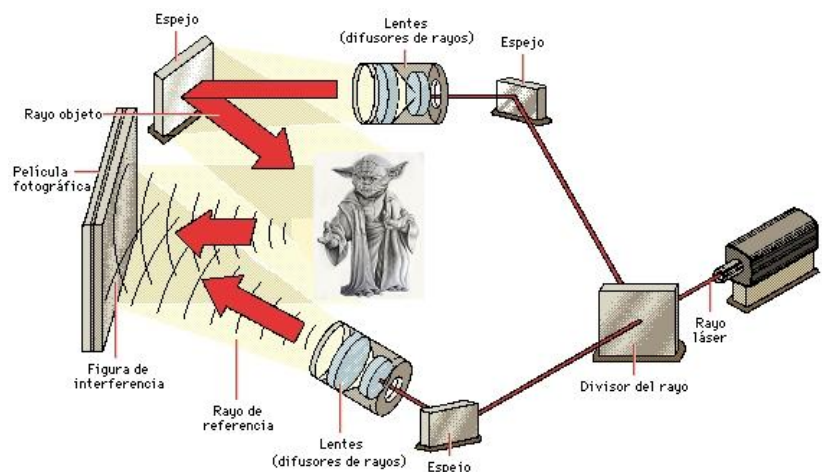 Espejo
Lentes
(difusores de rayos)
Espejo
Rayo objeto
Película
fotográfica
Rayo
láser
Divisor del rayo
Figura de
interferencia
Rayo de
referencia
Lentes
(difusores de rayos)
Espejo